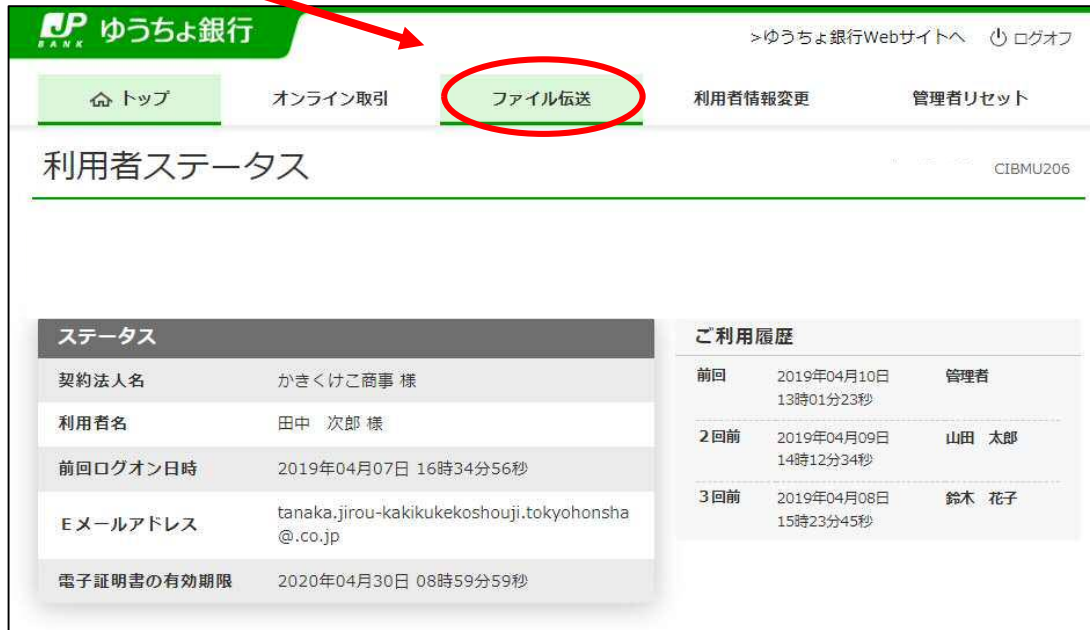 JP BANK ゆうちょ銀行
>ゆうちょ銀行Webサイトへ ログオフ
トップ オンライン取引 ファイル伝送 利用者情報変更 管理者リセット
利用者ステータス
CIBMU206
ステータス
契約法人名 かきくけこ商事 様
利用者名 田中 次郎 様
前回ログオン日時 2019年04月07日 16時34分56秒
Eメールアドレス tanaka.jirou-kakikukekoshouji.tokyohonsha
@.co.jp
電子証明書の有効期限 2020年04月30日 08時59分59秒
ご利用履歴
前回 2019年04月10日 管理者
13時01分23秒
2回前 2019年04月09日 山田 太郎
14時12分34秒
3回前 2019年04月08日 鈴木 花子
15時23分45秒